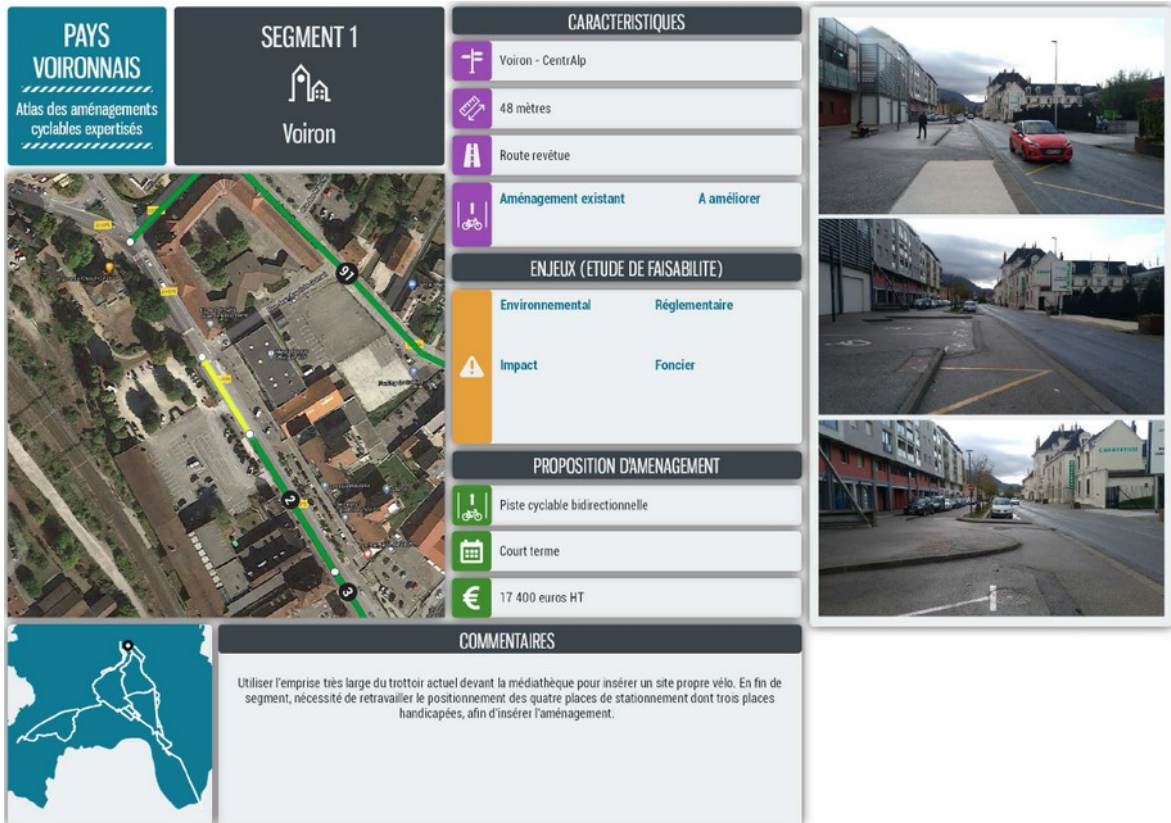 PAYS
VOIRONNAIS
Atlas des aménagements
cyclables expertisés
SEGMENT 1
Voiron
CARACTERISTIQUES
Voiron - CentrAlp
48 mètres
Route revêtue
Aménagement existant
A améliorer
ENJEUX (ETUDE DE FAISABILITE)
Environnemental
Réglementaire
Impact
Foncier
PROPOSITION D'AMENAGEMENT
Piste cyclable bidirectionnelle
Court terme
€
17 400 euros HT
91
2
3
COMMENTAIRES
Utiliser l'emprise très large du trottoir actuel devant la médiathèque pour insérer un site propre vélo. En fin de
segment, nécessité de retravailler le positionnement des quatre places de stationnement dont trois places
handicapées, afin d'insérer l'aménagement.